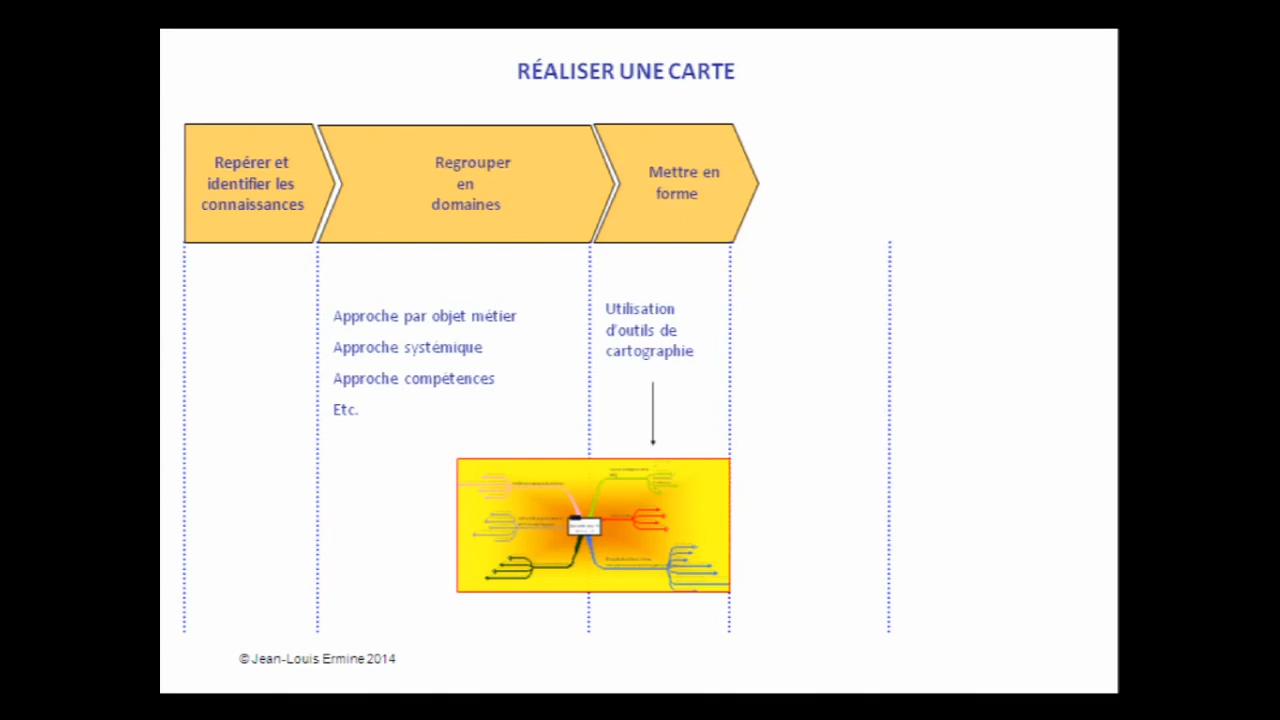 RÉALISER UNE CARTE
Repérer et
identifier les
connaissances
Regrouper
en
domaines
Mettre en
forme
Approche par objet métier
Approche systémique
Approche compétences
Etc.
Utilisation
d'outils de
cartographie
© Jean-Louis Ermine 2014